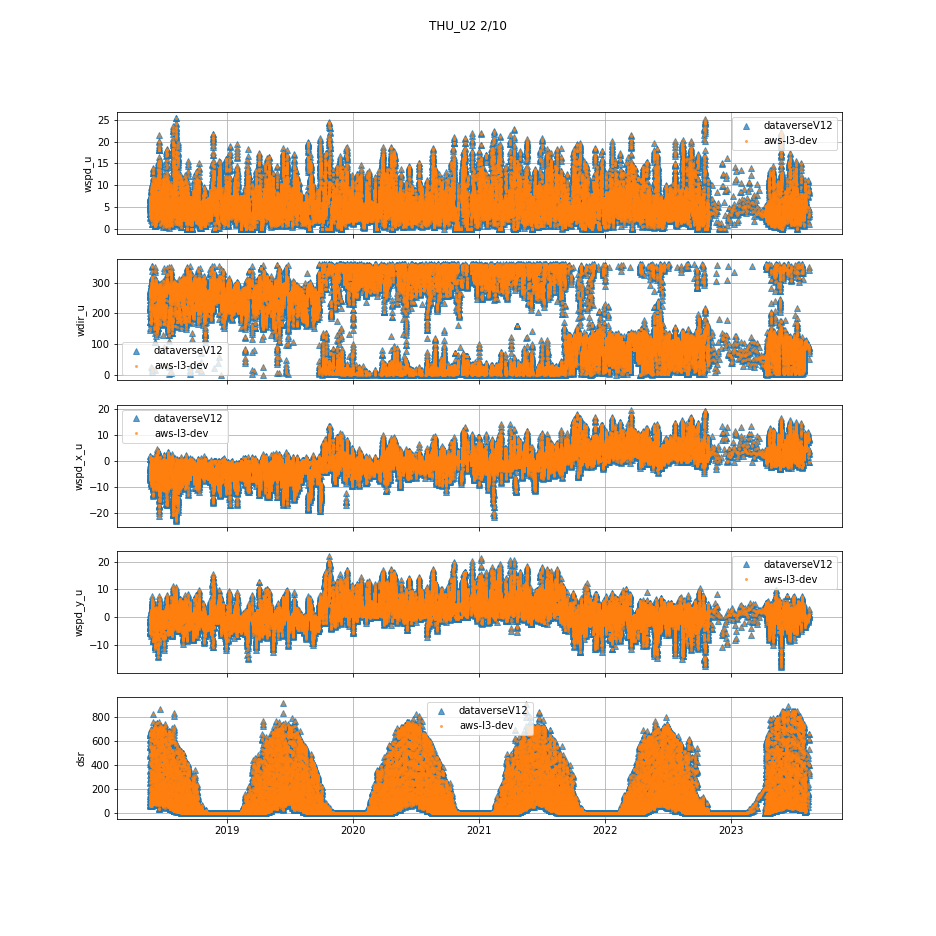 THU_U2 2/10
25
20
15
10
5
0
wspd_u
dataverseV12
aws-l3-dev
300
200
100
0
wdir_u
dataverseV12
aws-l3-dev
20
10
0
−10
−20
wspd_x_u
dataverseV12
aws-l3-dev
20
10
0
−10
wspd_y_u
dataverseV12
aws-l3-dev
800
600
400
200
0
dsr
dataverseV12
aws-l3-dev
2019 2020 2021 2022 2023